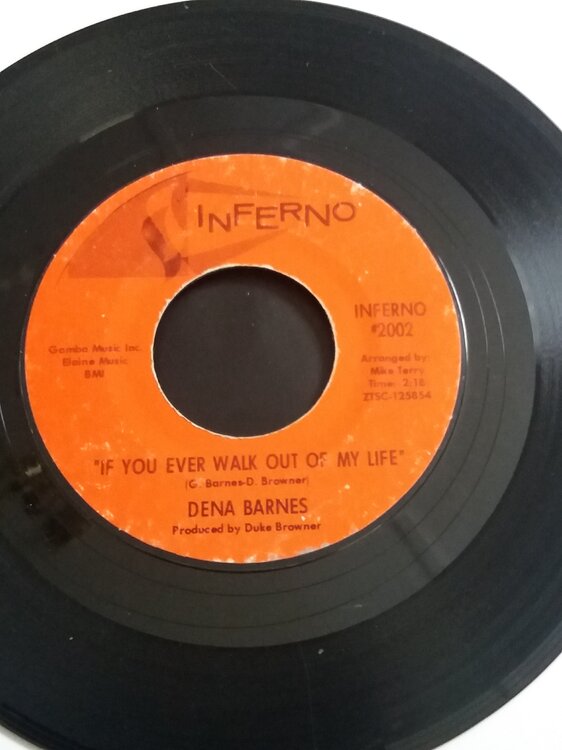 INFERNO
INFERNO
#2002
Gomba Music Inc.
Elaine Music
BMI
Arranged by:
Mike Terry
Time: 2:18
ZTSC-125854
"IF YOU EVER WALK OUT OF MY LIFE"
(G. Barnes-D. Browner)
DENA BARNES
Produced by Duke Browner